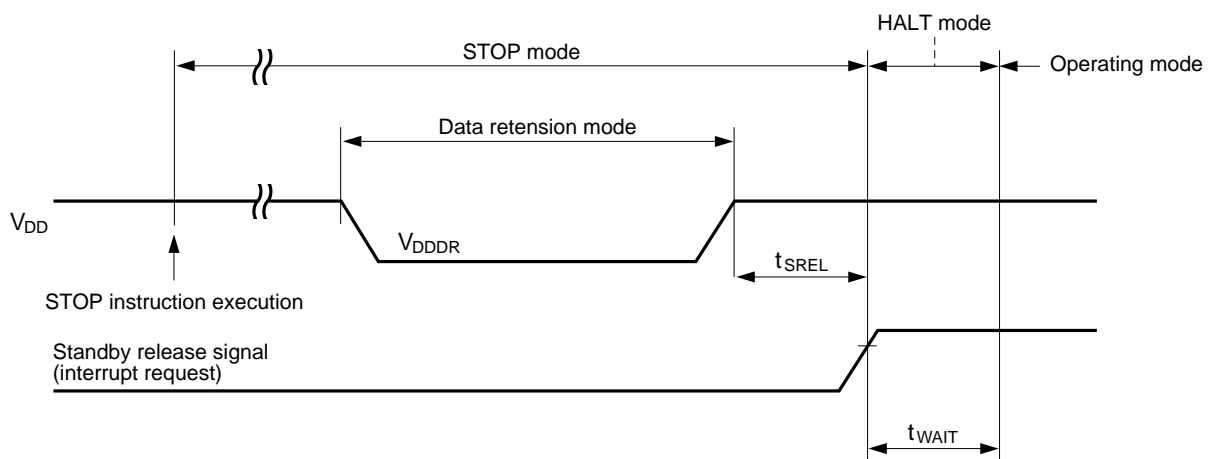 HALT mode
STOP mode
Operating mode
Data retension mode
VDD
VDDDR
tSREL
STOP instruction execution
Standby release signal
(interrupt request)
tWAIT